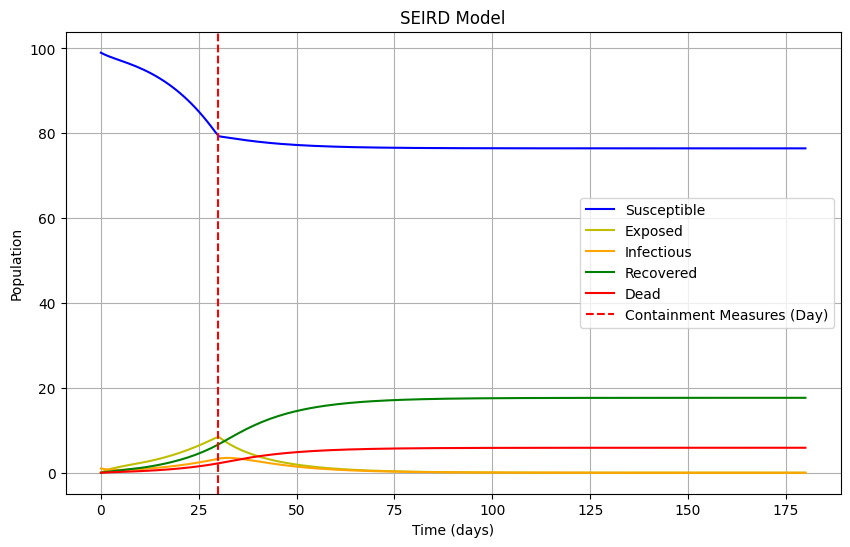 SEIRD Model
100
80
60
40
20
0
Population
Susceptible
Exposed
Infectious
Recovered
Dead
Containment Measures (Day)
0 25 50 75 100 125 150 175
Time (days)